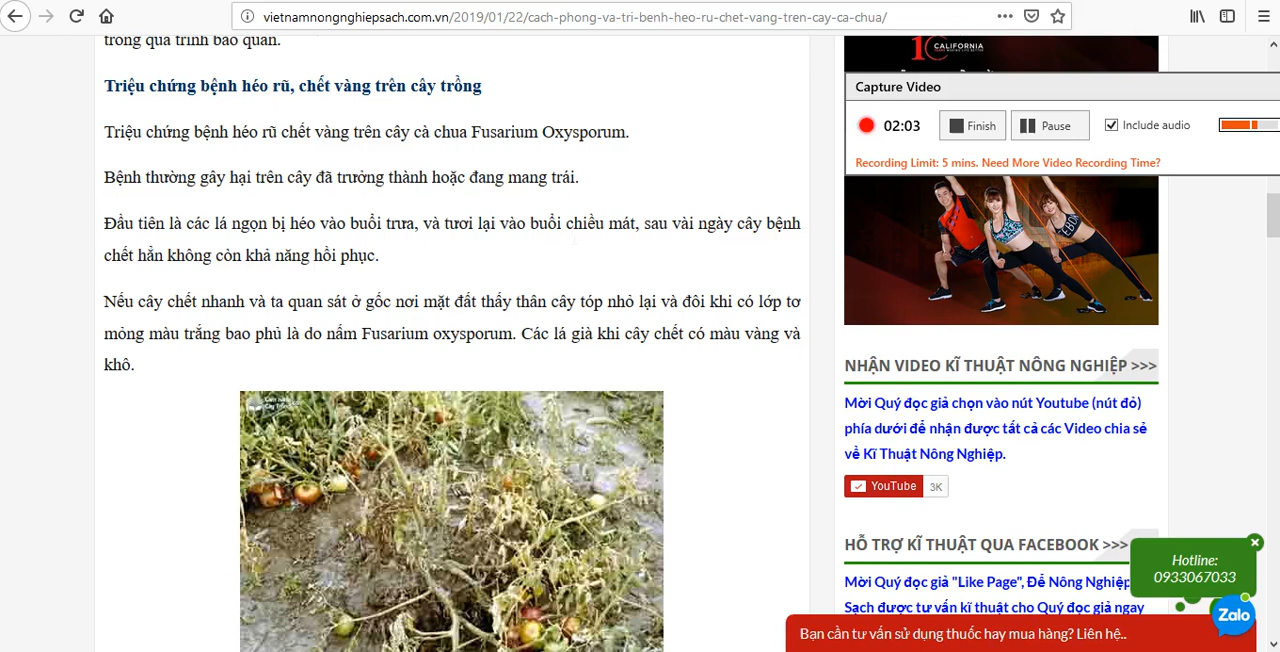 vietnamnongnghiepsach.com.vn/2019/01/22/cach-phong-va-tri-benh-heo-ru-chet-vang-tren-cay-ca-chua/
trong quá trình bảo quản.
Triệu chứng bệnh héo rũ, chết vàng trên cây trồng
Triệu chứng bệnh héo rũ chết vàng trên cây cà chua Fusarium Oxysporum.
Bệnh thường gây hại trên cây đã trưởng thành hoặc đang mang trái.
Đầu tiên là các lá ngọn bị héo vào buổi trưa, và tươi lại vào buổi chiều mát, sau vài ngày cây bệnh
chết hẳn không còn khả năng hồi phục.
Nếu cây chết nhanh và ta quan sát ở gốc nơi mặt đất thấy thân cây tóp nhỏ lại và đôi khi có lớp tơ
mỏng màu trắng bao phủ là do nấm Fusarium oxysporum. Các lá già khi cây chết có màu vàng và
khô.
CALIFORNIA
Capture Video
02:03
Finish
Pause
Include audio
Recording Limit: 5 mins. Need More Video Recording Time?
NHẬN VIDEO KĨ THUẬT NÔNG NGHIỆP >>>
Mời Quý đọc giả chọn vào nút Youtube (nút đỏ)
phía dưới để nhận được tất cả các Video chia sẻ
về Kĩ Thuật Nông Nghiệp.
YouTube 3K
HỖ TRỢ KĨ THUẬT QUA FACEBOOK >>>
Mời Quý đọc giả "Like Page", Để Nông Nghiệp
Sạch được tư vấn kĩ thuật cho Quý đọc giả ngay
Hotline:
0933067033
Zalo
Bạn cần tư vấn sử dụng thuốc hay mua hàng? Liên hệ..